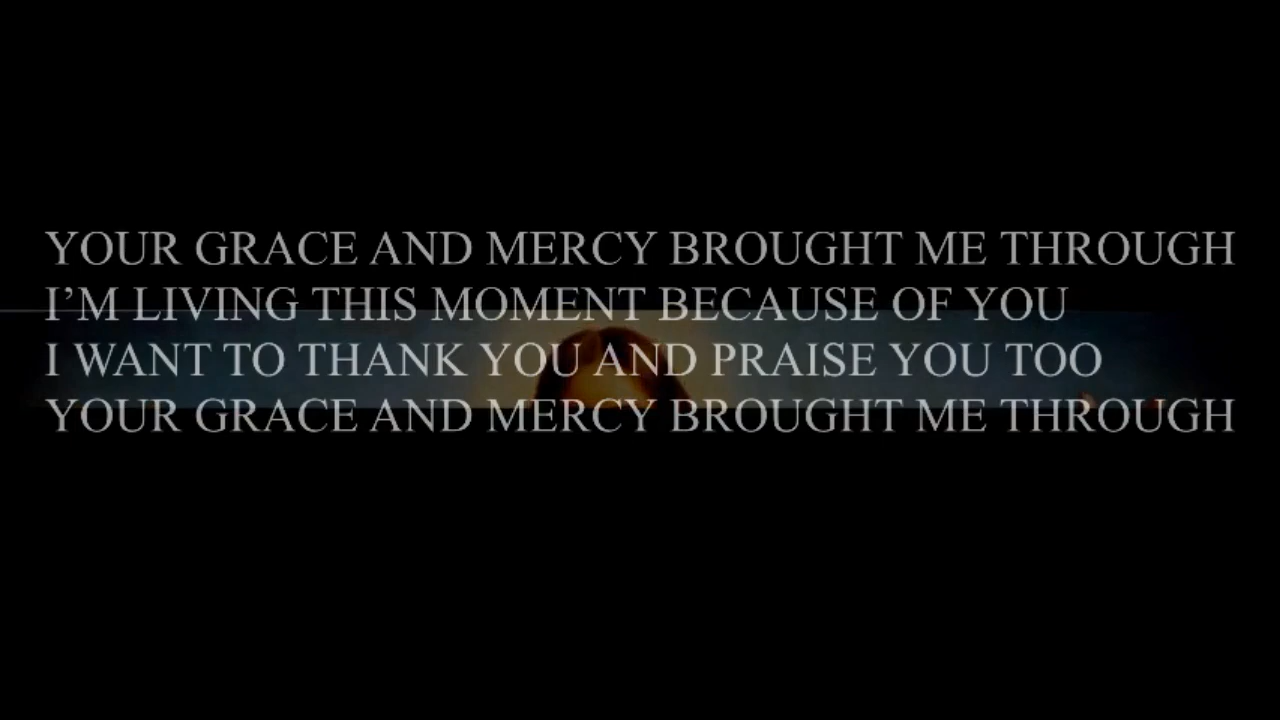 YOUR GRACE AND MERCY BROUGHT ME THROUGH
I’M LIVING THIS MOMENT BECAUSE OF YOU
I WANT TO THANK YOU AND PRAISE YOU TOO
YOUR GRACE AND MERCY BROUGHT ME THROUGH